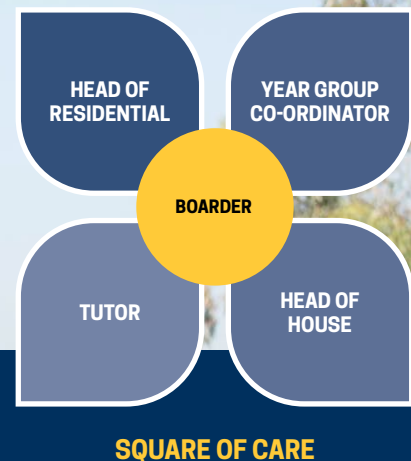 HEAD OF
RESIDENTIAL
YEAR GROUP
CO-ORDINATOR
BOARDER
TUTOR
HEAD OF
HOUSE
SQUARE OF CARE